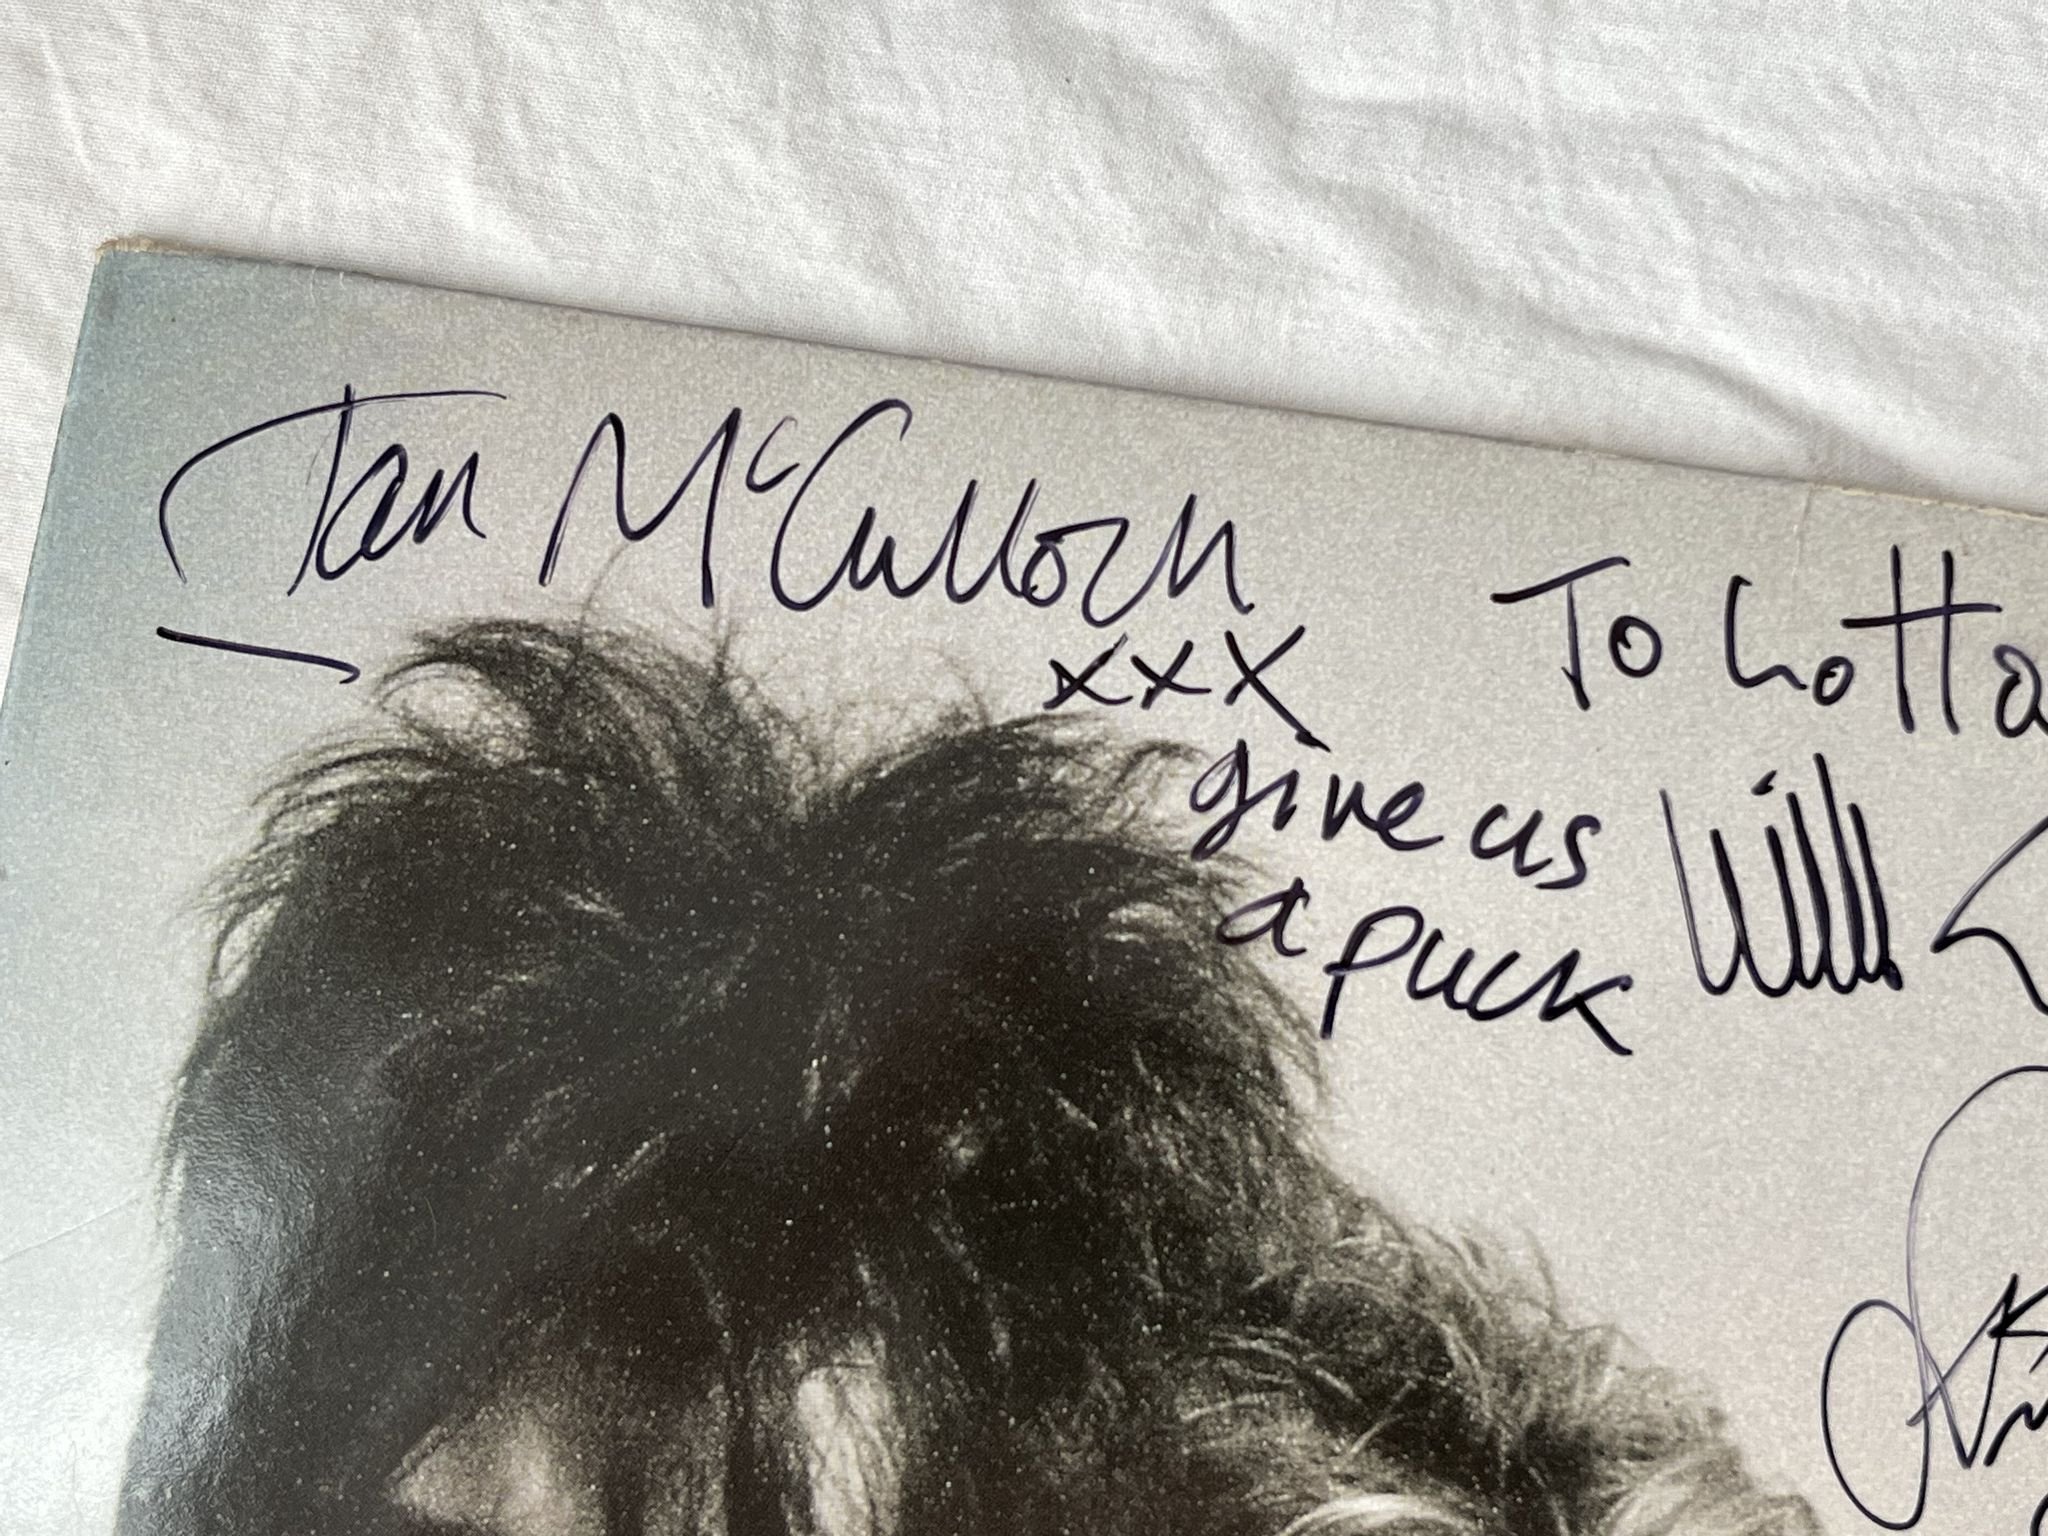 Ian McCulloch
xxx
To Lotta
give us
a puck
Will